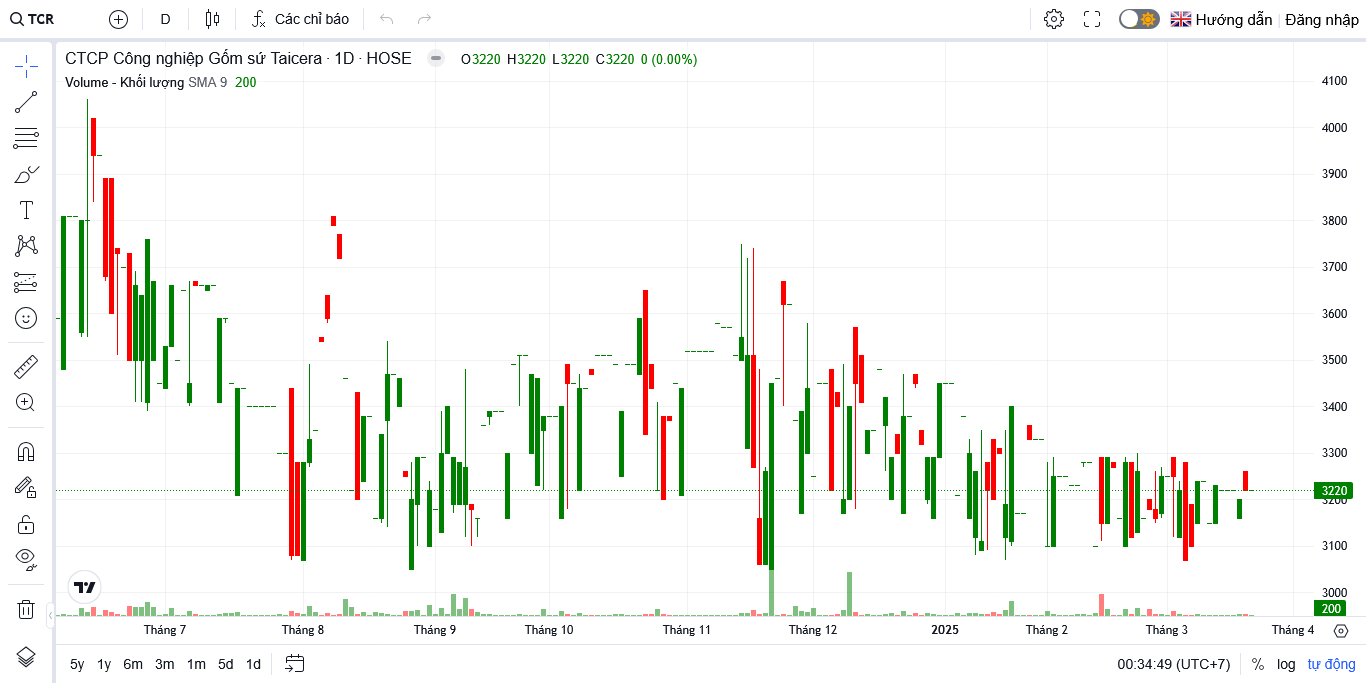 TCR D Các chỉ báo Hướng dẫn Đăng nhập
CTCP Công nghiệp Gốm sứ Taicera · 1D · HOSE O3220 H3220 L3220 C3220 0 (0.00%)
Volume - Khối lượng SMA 9 200
4100
4000
3900
3800
3700
3600
3500
3400
3300
3220
3200
3100
3000
200
Tháng 7 Tháng 8 Tháng 9 Tháng 10 Tháng 11 Tháng 12 2025 Tháng 2 Tháng 3 Tháng 4
5y 1y 6m 3m 1m 5d 1d 00:34:49 (UTC+7) % log tự động